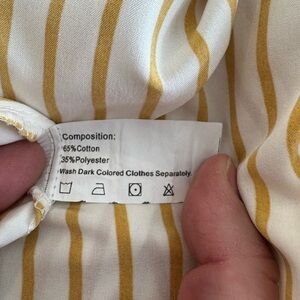 Composition:
65%Cotton
35%Polyester
Wash Dark Colored Clothes Separately